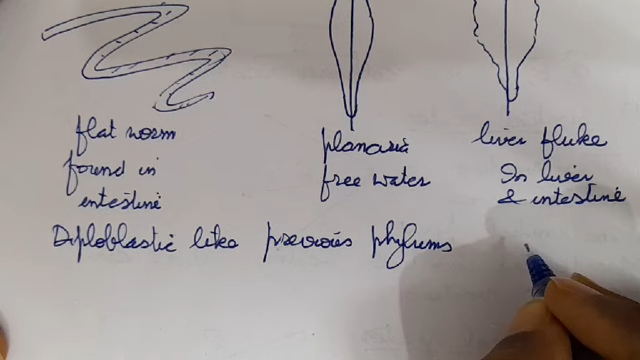 flat worm
found in
intestine
planaria
free water
liver fluke
In liver
& intestine
Diploblastic like previous phylums